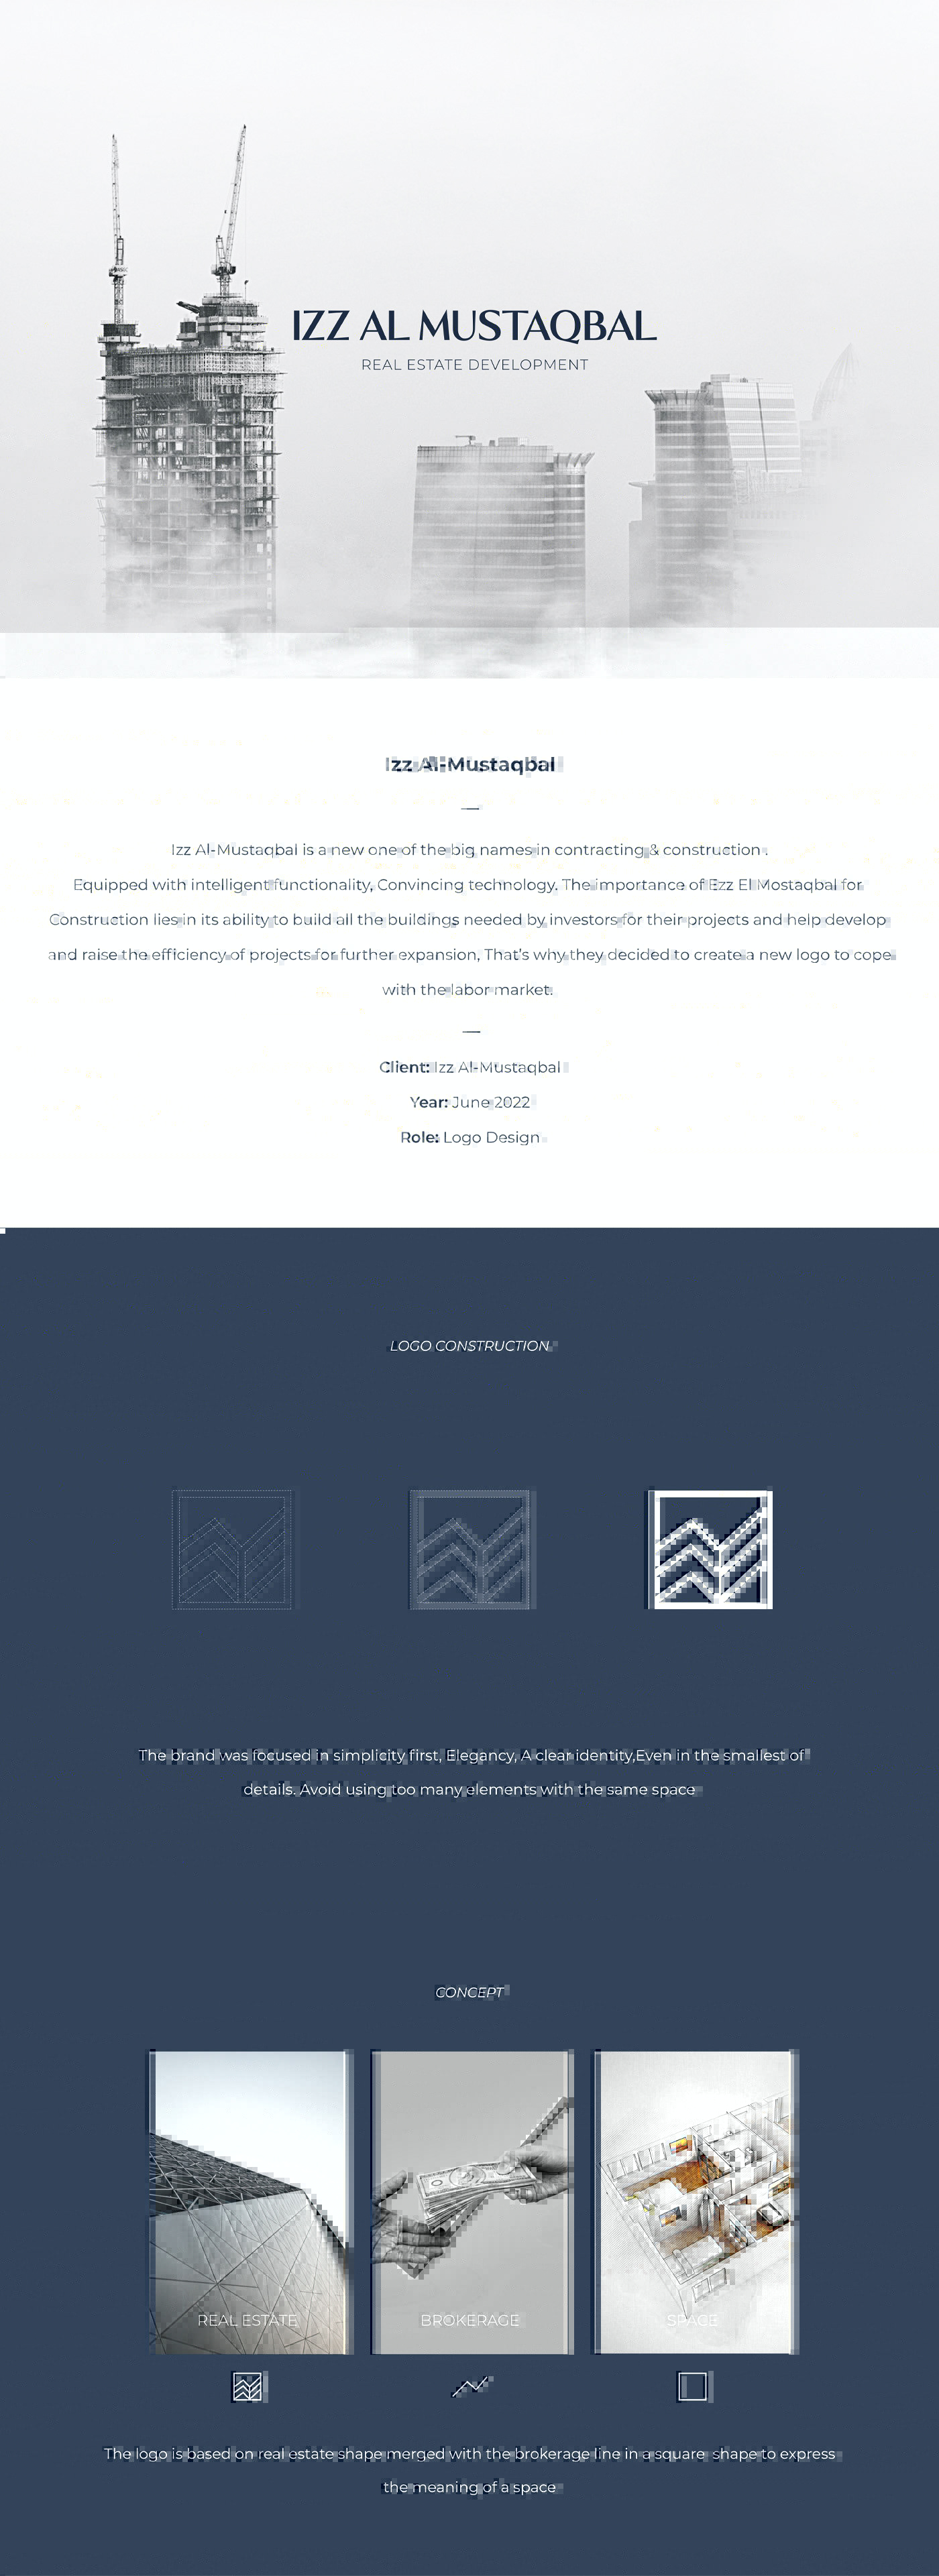 IZZ AL MUSTAQBAL
REAL ESTATE DEVELOPMENT
Izz Al-Mustaqbal
Izz Al-Mustaqbal is a new one of the big names in contracting & construction.
Equipped with intelligent functionality, Convincing technology. The importance of Ezz El Mostaqbal for
Construction lies in its ability to build all the buildings needed by investors for their projects and help develop
and raise the efficiency of projects for further expansion, That's why they decided to create a new logo to cope
with the labor market.
Client: Izz Al-Mustaqbal
Year: June 2022
Role: Logo Design
LOGO CONSTRUCTION
The brand was focused in simplicity first, Elegancy, A clear identity,Even in the smallest of
details. Avoid using too many elements with the same space
CONCEPT
REAL ESTATE
BROKERAGE
SPACE
The logo is based on real estate shape merged with the brokerage line in a square shape to express
the meaning of a space